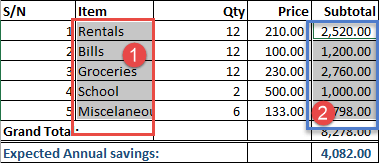 S/N Item Qty Price Subtotal
1 Rentals 12 210.00 2,520.00
2 Bills 12 100.00 1,200.00
3 Groceries 12 230.00 2,760.00
4 School 2 500.00 1,000.00
5 Miscelaneou 6 133.00 798.00
Grand Total: 8,278.00
Expected Annual savings: 4,082.00
1
2